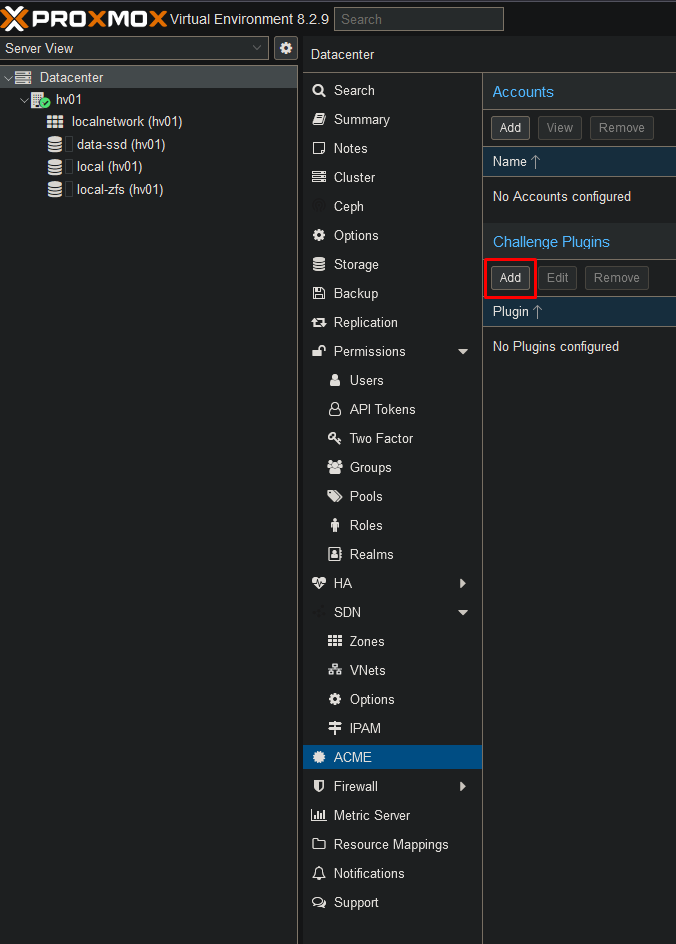 PROXMOX Virtual Environment 8.2.9 Search
Server View
Datacenter
hv01
localnetwork (hv01)
data-ssd (hv01)
local (hv01)
local-zfs (hv01)
Datacenter
Search
Summary
Notes
Cluster
Ceph
Options
Storage
Backup
Replication
Permissions
Users
API Tokens
Two Factor
Groups
Pools
Roles
Realms
HA
SDN
Zones
VNets
Options
IPAM
ACME
Firewall
Metric Server
Resource Mappings
Notifications
Support
Accounts
Add View Remove
Name ↑
No Accounts configured
Challenge Plugins
Add Edit Remove
Plugin ↑
No Plugins configured